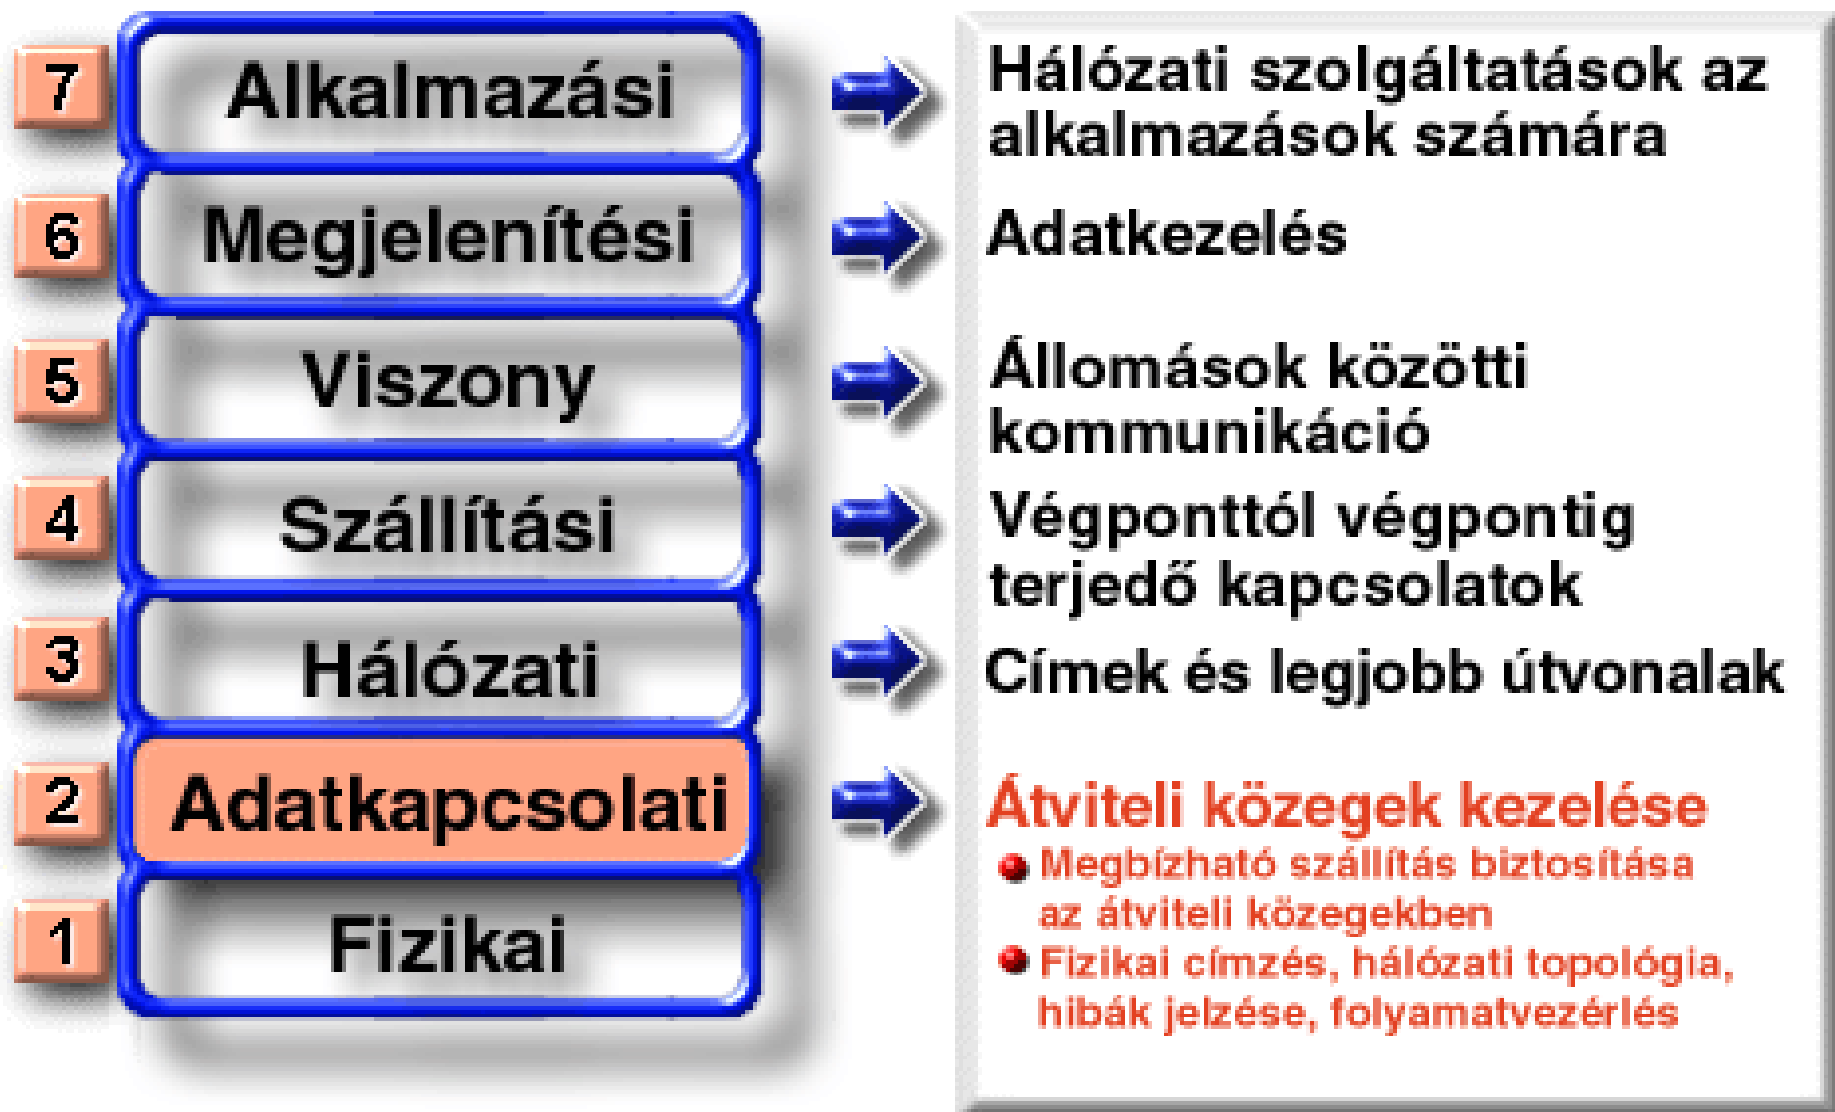 7 Alkalmazási Hálózati szolgáltatások az
alkalmazások számára
6 Megjelenítési Adatkezelés
5 Viszony Állomások közötti
kommunikáció
4 Szállítási Végponttól végpontig
terjedő kapcsolatok
3 Hálózati Címek és legjobb útvonalak
2 Adatkapcsolati Átviteli közegek kezelése
Megbízható szállítás biztosítása
az átviteli közegekben
1 Fizikai Fizikai címzés, hálózati topológia,
hibák jelzése, folyamatvezérlés